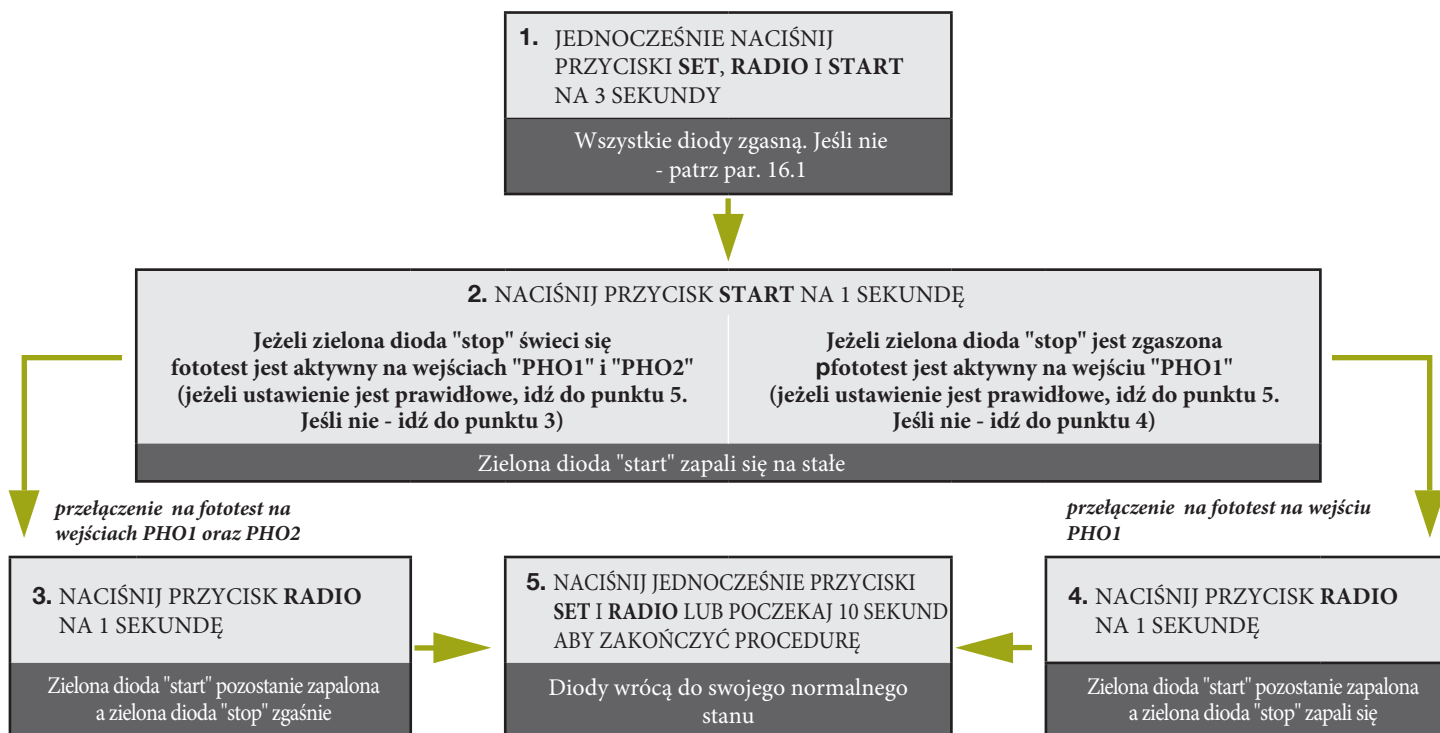 1. JEDNOCZEŚNIE NACIŚNIJ
PRZYCISKI SET, RADIO I START
NA 3 SEKUNDY
Wszystkie diody zgasną. Jeśli nie
- patrz par. 16.1
2. NACIŚNIJ PRZYCISK START NA 1 SEKUNDĘ
Jeżeli zielona dioda "stop" świeci się
fototest jest aktywny na wejściach "PHO1" i "PHO2"
(jeżeli ustawienie jest prawidłowe, idź do punktu 5.
Jeśli nie - idź do punktu 3)
Jeżeli zielona dioda "stop" jest zgaszona
pfototest jest aktywny na wejściu "PHO1"
(jeżeli ustawienie jest prawidłowe, idź do punktu 5.
Jeśli nie - idź do punktu 4)
Zielona dioda "start" zapali się na stałe
przełączenie na fototest na
wejściach PHO1 oraz PHO2
przełączenie na fototest na wejściu
PHO1
3. NACIŚNIJ PRZYCISK RADIO
NA 1 SEKUNDĘ
Zielona dioda "start" pozostanie zapalona
a zielona dioda "stop" zgaśnie
5. NACIŚNIJ JEDNOCZEŚNIE PRZYCISKI
SET I RADIO LUB POCZEKAJ 10 SEKUND
ABY ZAKOŃCZYĆ PROCEDURĘ
Diody wrócą do swojego normalnego
stanu
4. NACIŚNIJ PRZYCISK RADIO
NA 1 SEKUNDĘ
Zielona dioda "start" pozostanie zapalona
a zielona dioda "stop" zapali się